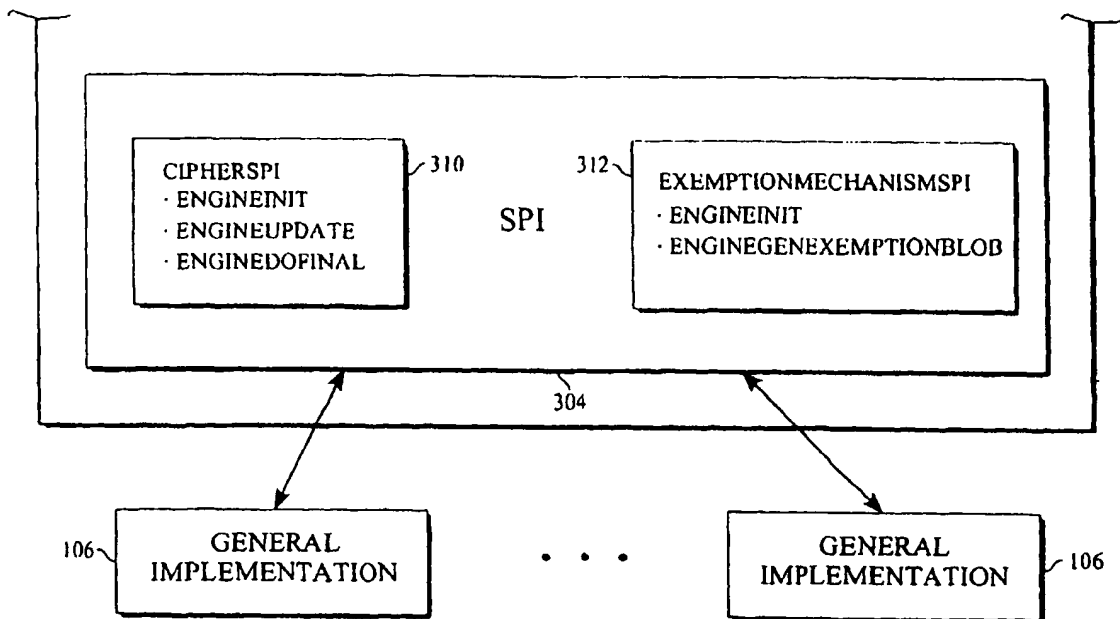 CIPHERSPI
· ENGINEINIT
· ENGINEUPDATE
· ENGINEDOFINAL
310
SPI
312
EXEMPTIONMECHANISMSPI
· ENGINEINIT
· ENGINEGENEXEMPTIONBLOB
304
106
GENERAL
IMPLEMENTATION
• • •
GENERAL
IMPLEMENTATION
106